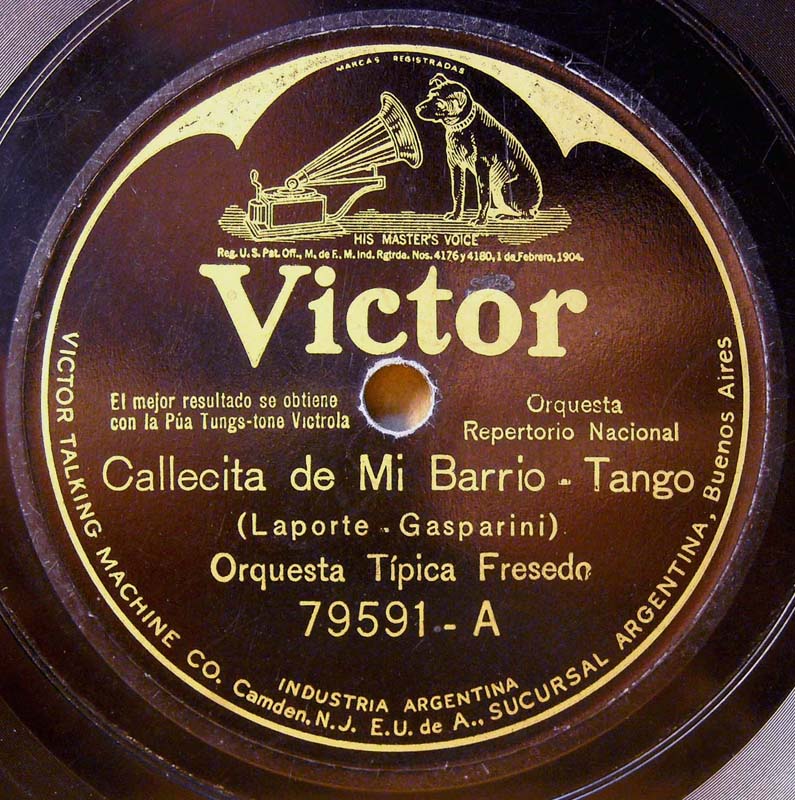 MARCAS REGISTRADAS
HIS MASTER'S VOICE
Reg. U.S. Pat. Off., M. de F., M. Ind. Rgtrda. Nos. 4176 y 4180, 1 de Febrero, 1904.
Victor
El mejor resultado se obtiene
con la Púa Tungs-tone Victrola
Orquesta
Repertorio Nacional
Callecita de Mi Barrio - Tango
(Laporte - Gasparini)
Orquesta Típica Fresedo
79591 - A
INDUSTRIA ARGENTINA
VICTOR TALKING MACHINE CO. Camden, N.J. E.U. de A., SUCURSAL ARGENTINA, Buenos Aires